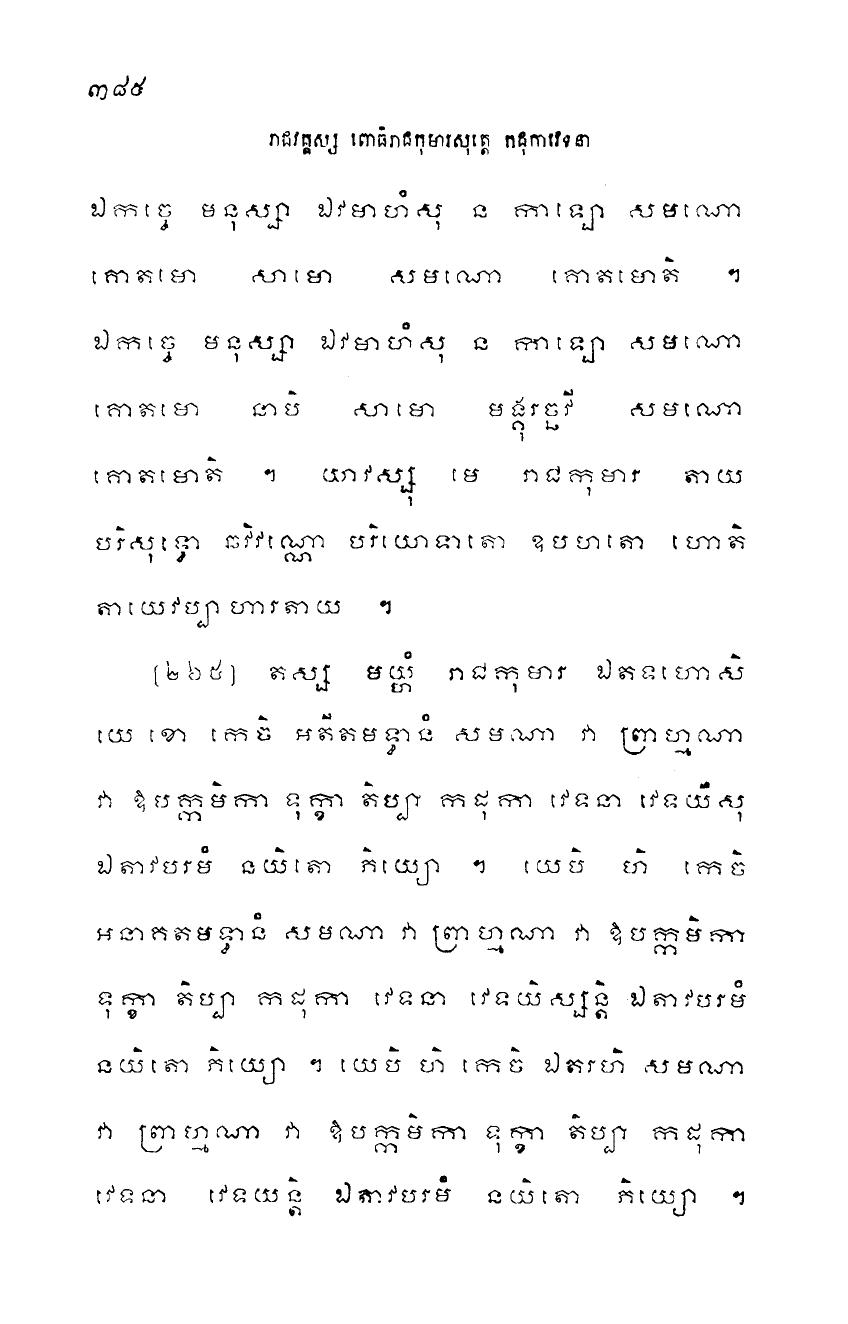 ៣៨៥
រាជវគ្គស្ស ពោធិរាជកុមារសុត្តេ កដុកាវេទនា
ឯកច្ចេ មនុស្សា ឯវមាហំសុ ន កាឡោ សមណោ
គោតមោ សាមោ សមណោ គោតមោតិ ។
ឯកច្ចេ មនុស្សា ឯវមាហំសុ ន កាឡោ សមណោ
គោតមោ នាបិ សាមោ មង្គុរច្ឆវី សមណោ
គោតមោតិ ។ យាវស្សុ មេ រាជកុមារ តាវ
បរិសុទ្ធោ ឆវិវណ្ណោ បរិយោទាតោ ឧបហតោ ហោតិ
តាយេវប្បាហារតាយ ។
[២៦៥] តស្ស មយ្ហំ រាជកុមារ ឯតទហោសិ
យេ ខោ កេចិ អតីតមទ្ធានំ សមណា វា ព្រាហ្មណា
វា ឱបក្កមិកា ទុក្ខា តិប្បា កដុកា វេទនា វេទយឹសុ
ឯតាវបរមំ នយិតោ ភិយ្យោ ។ យេបិ ហិ កេចិ
អនាគតមទ្ធានំ សមណា វា ព្រាហ្មណា វា ឱបក្កមិកា
ទុក្ខា តិប្បា កដុកា វេទនា វេទយិស្សន្តិ ឯតាវបរមំ
នយិតោ ភិយ្យោ ។ យេបិ ហិ កេចិ ឯតរហិ សមណា
វា ព្រាហ្មណា វា ឱបក្កមិកា ទុក្ខា តិប្បា កដុកា
វេទនា វេទយន្តិ ឯតាវបរមំ នយិតោ ភិយ្យោ ។